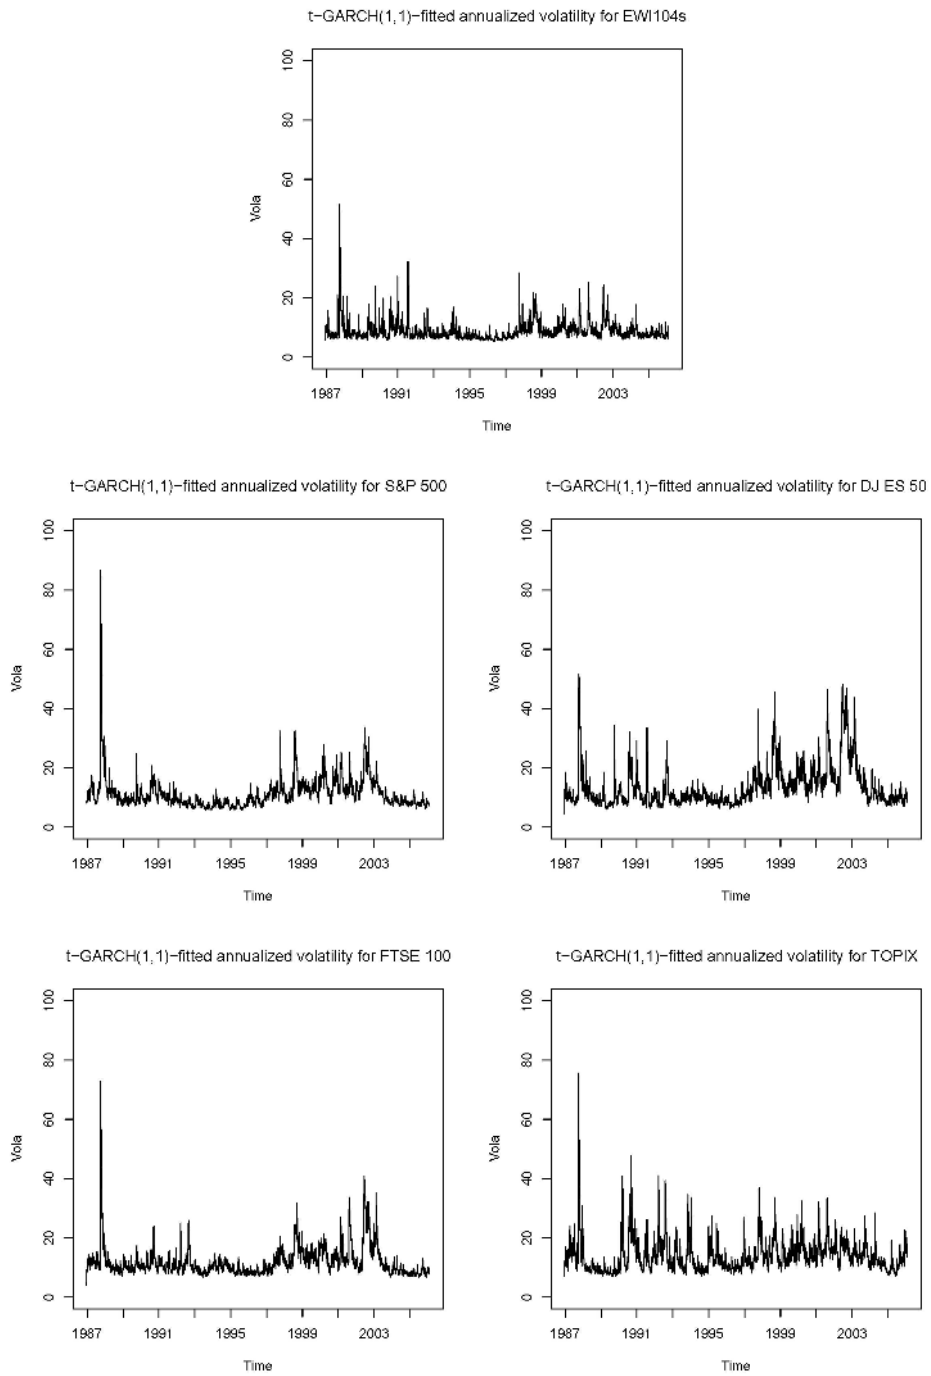 t−GARCH(1,1)−fitted annualized volatility for EWI104s
100
80
60
40
20
0
Vola
1987 1991 1995 1999 2003
Time
t−GARCH(1,1)−fitted annualized volatility for S&P 500
100
80
60
40
20
0
Vola
1987 1991 1995 1999 2003
Time
t−GARCH(1,1)−fitted annualized volatility for DJ ES 50
100
80
60
40
20
0
Vola
1987 1991 1995 1999 2003
Time
t−GARCH(1,1)−fitted annualized volatility for FTSE 100
100
80
60
40
20
0
Vola
1987 1991 1995 1999 2003
Time
t−GARCH(1,1)−fitted annualized volatility for TOPIX
100
80
60
40
20
0
Vola
1987 1991 1995 1999 2003
Time